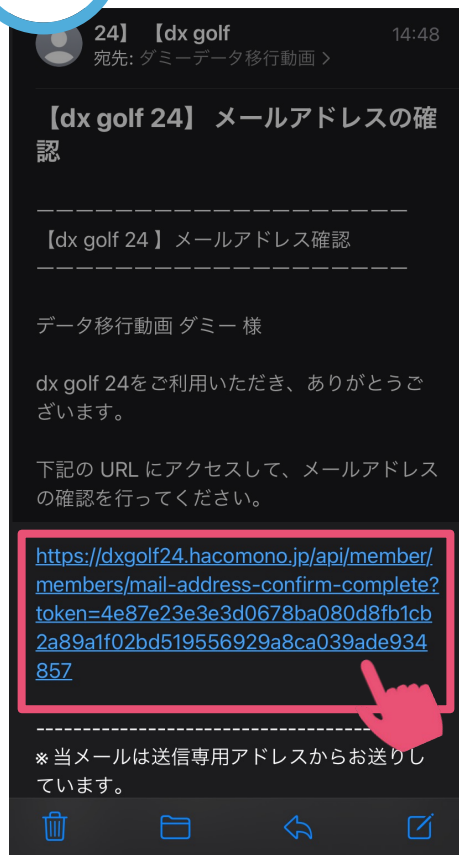 24】【dx golf
14:48
宛先: ダミーデータ移行動画 >
【dx golf 24】 メールアドレスの確
認
ーーーーーーーーーーーーーーーーーーー
【dx golf 24 】メールアドレス確認
ーーーーーーーーーーーーーーーーーーー
データ移行動画 ダミー 様
dx golf 24をご利用いただき、ありがとうご
ざいます。
下記の URL にアクセスして、メールアドレス
の確認を行ってください。
https://dxgolf24.hacomono.jp/api/member/
members/mail-address-confirm-complete?
token=4e87e23e3e3d0678ba080d8fb1cb
2a89a1f02bd519556929a8ca039ade934
857
----------------------------------------
※ 当メールは送信専用アドレスからお送りし
ています。